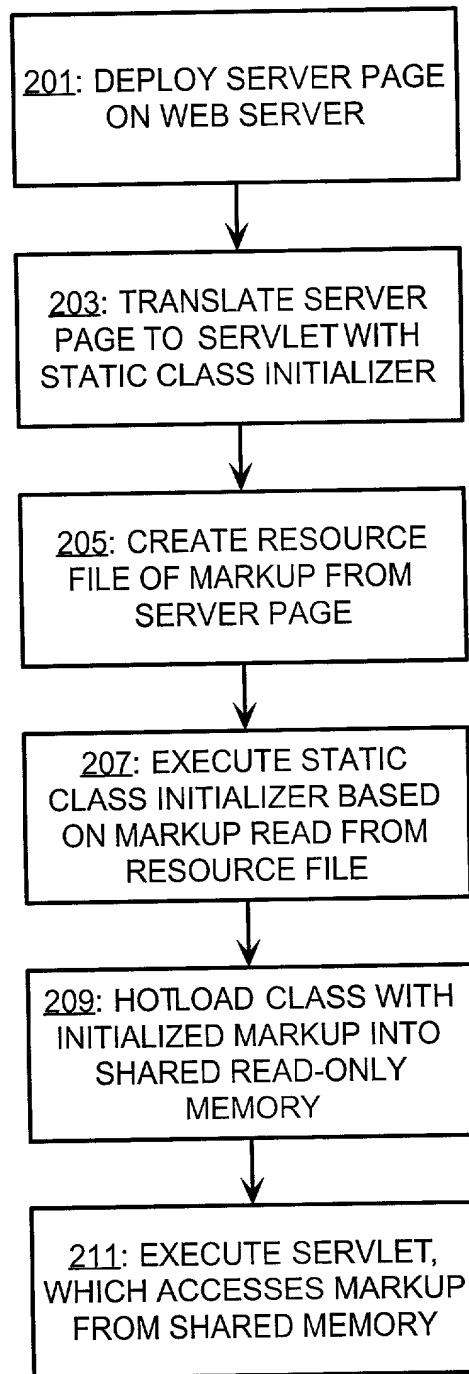 201: DEPLOY SERVER PAGE
ON WEB SERVER
203: TRANSLATE SERVER
PAGE TO SERVLET WITH
STATIC CLASS INITIALIZER
205: CREATE RESOURCE
FILE OF MARKUP FROM
SERVER PAGE
207: EXECUTE STATIC
CLASS INITIALIZER BASED
ON MARKUP READ FROM
RESOURCE FILE
209: HOTLOAD CLASS WITH
INITIALIZED MARKUP INTO
SHARED READ-ONLY
MEMORY
211: EXECUTE SERVLET,
WHICH ACCESSES MARKUP
FROM SHARED MEMORY